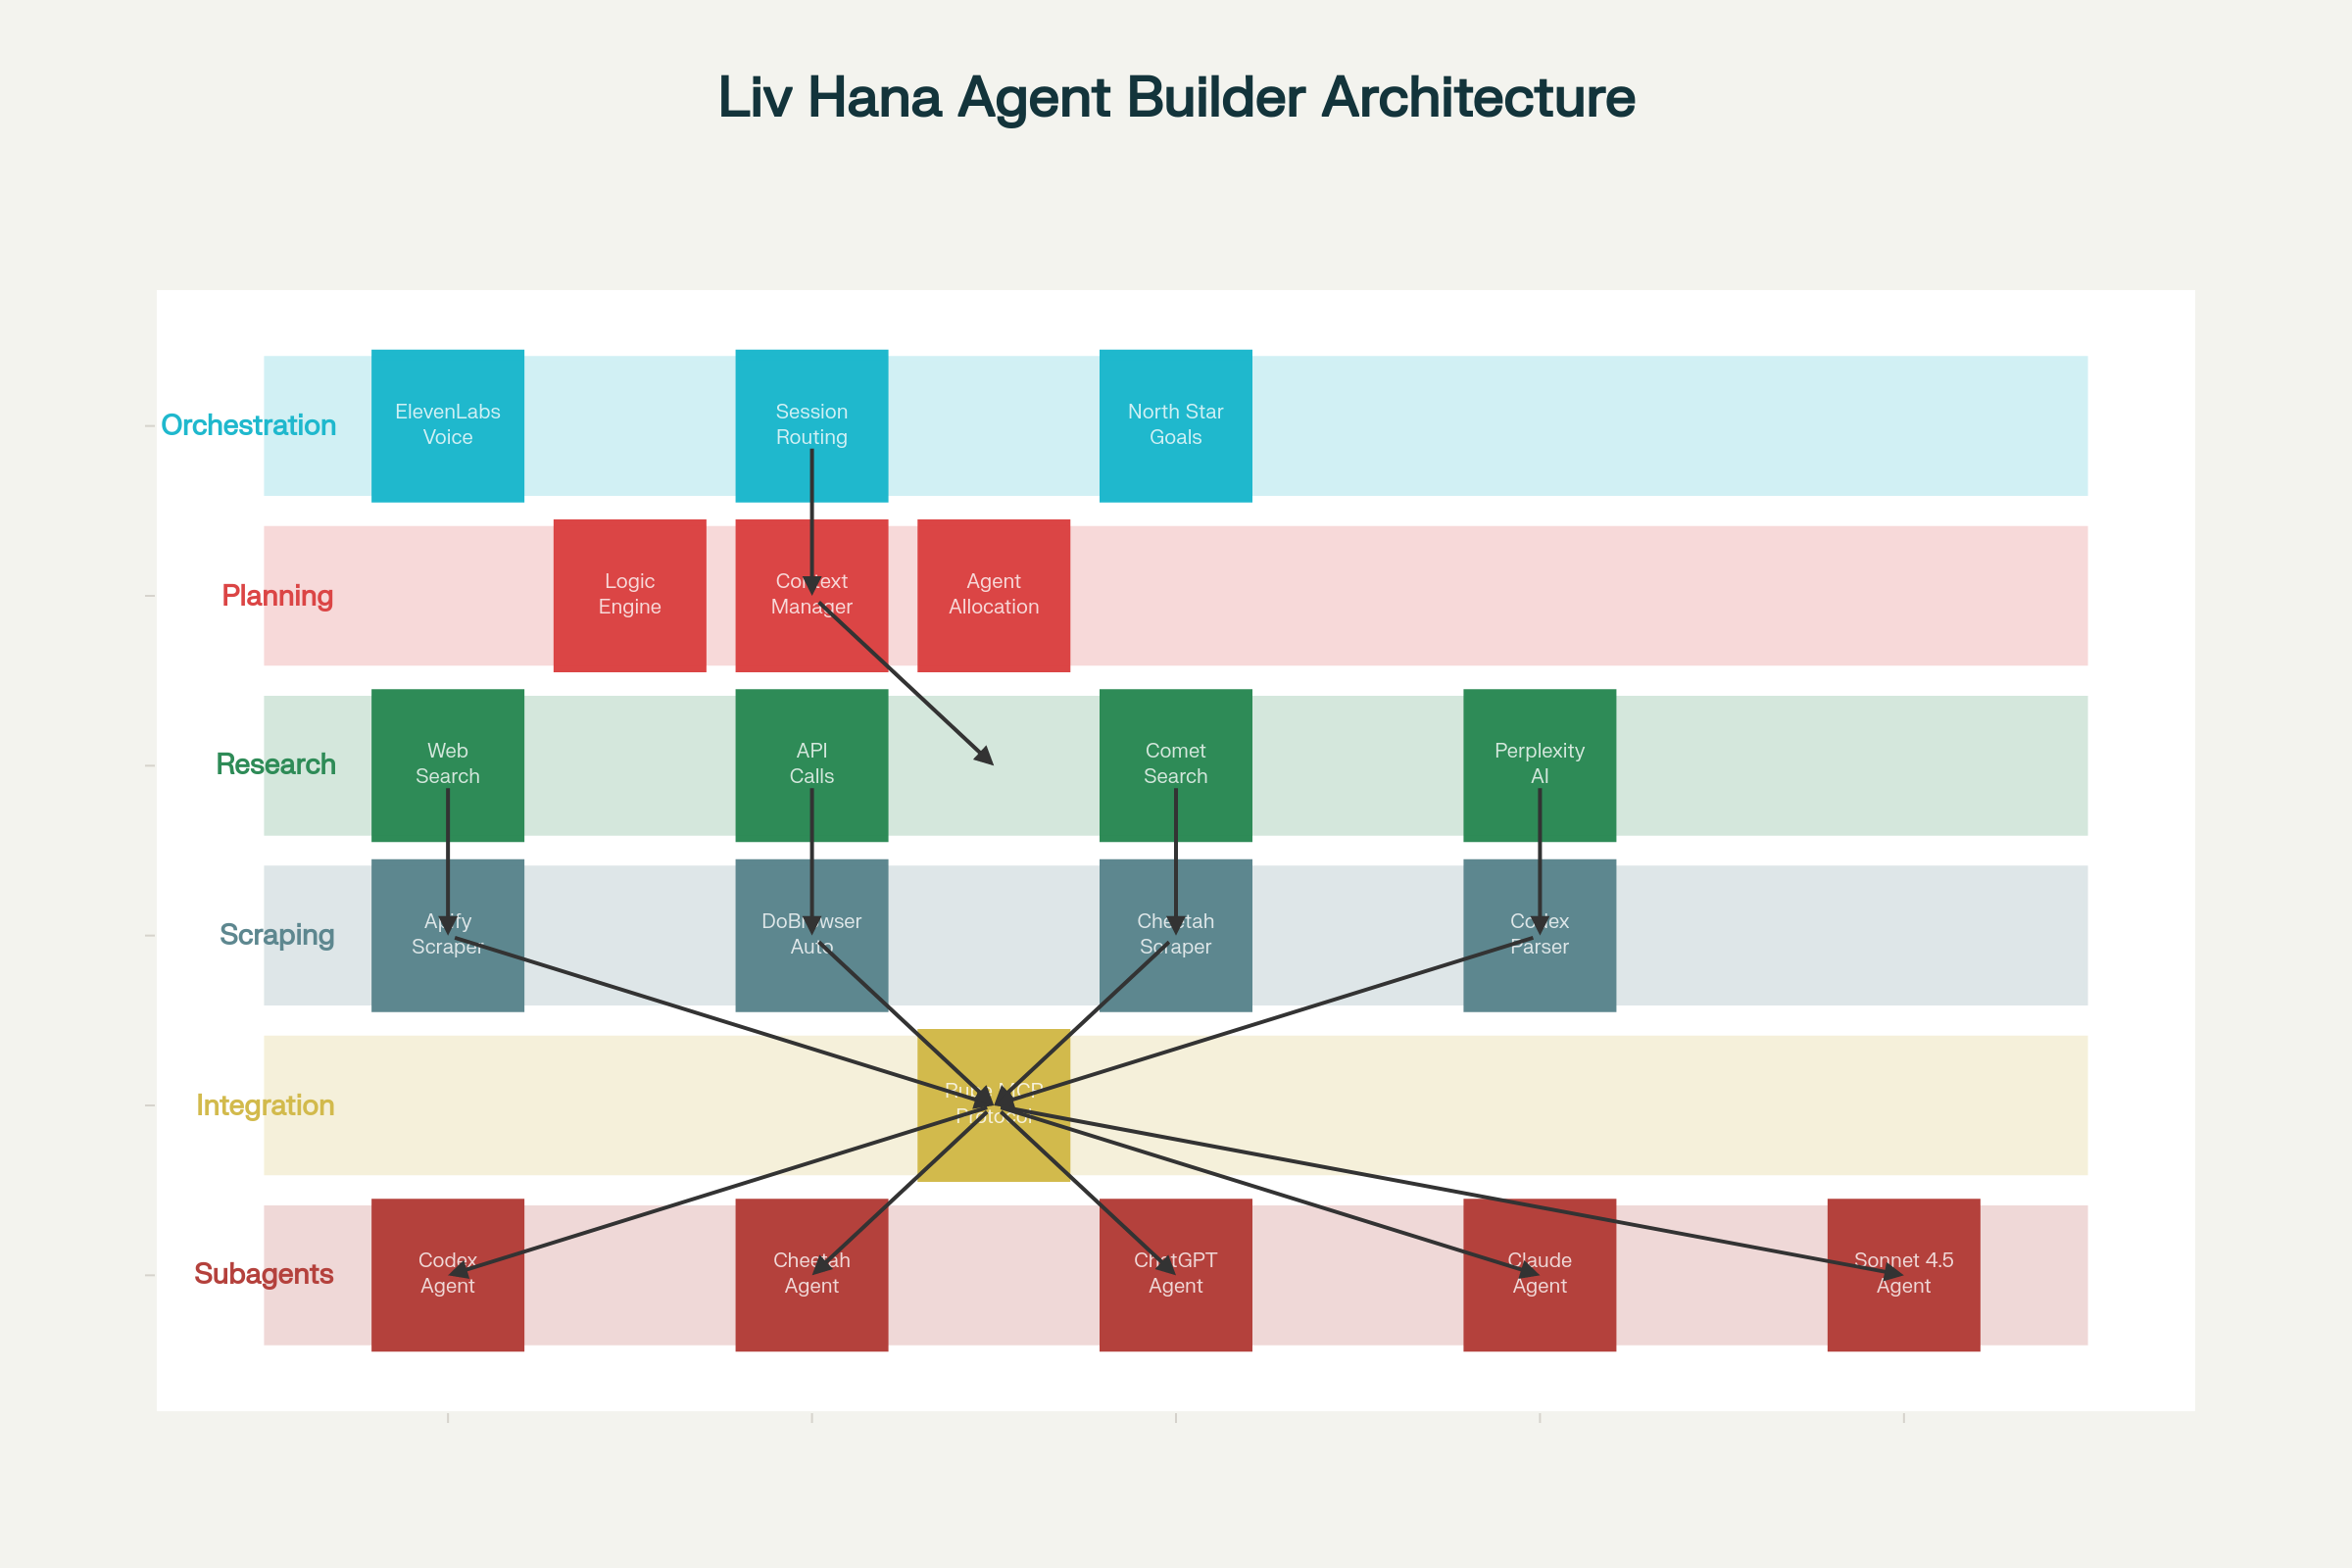 Liv Hana Agent Builder Architecture
Orchestration
ElevenLabs
Voice
Session
Routing
North Star
Goals
Planning
Logic
Engine
Context
Manager
Agent
Allocation
Research
Web
Search
API
Calls
Comet
Search
Perplexity
AI
Scraping
Apify
Scraper
DoBrowser
Auto
Cheetah
Scraper
Codex
Parser
Integration
MCP
Protocol
Subagents
Codex
Agent
Cheetah
Agent
ChatGPT
Agent
Claude
Agent
Sonnet 4.5
Agent